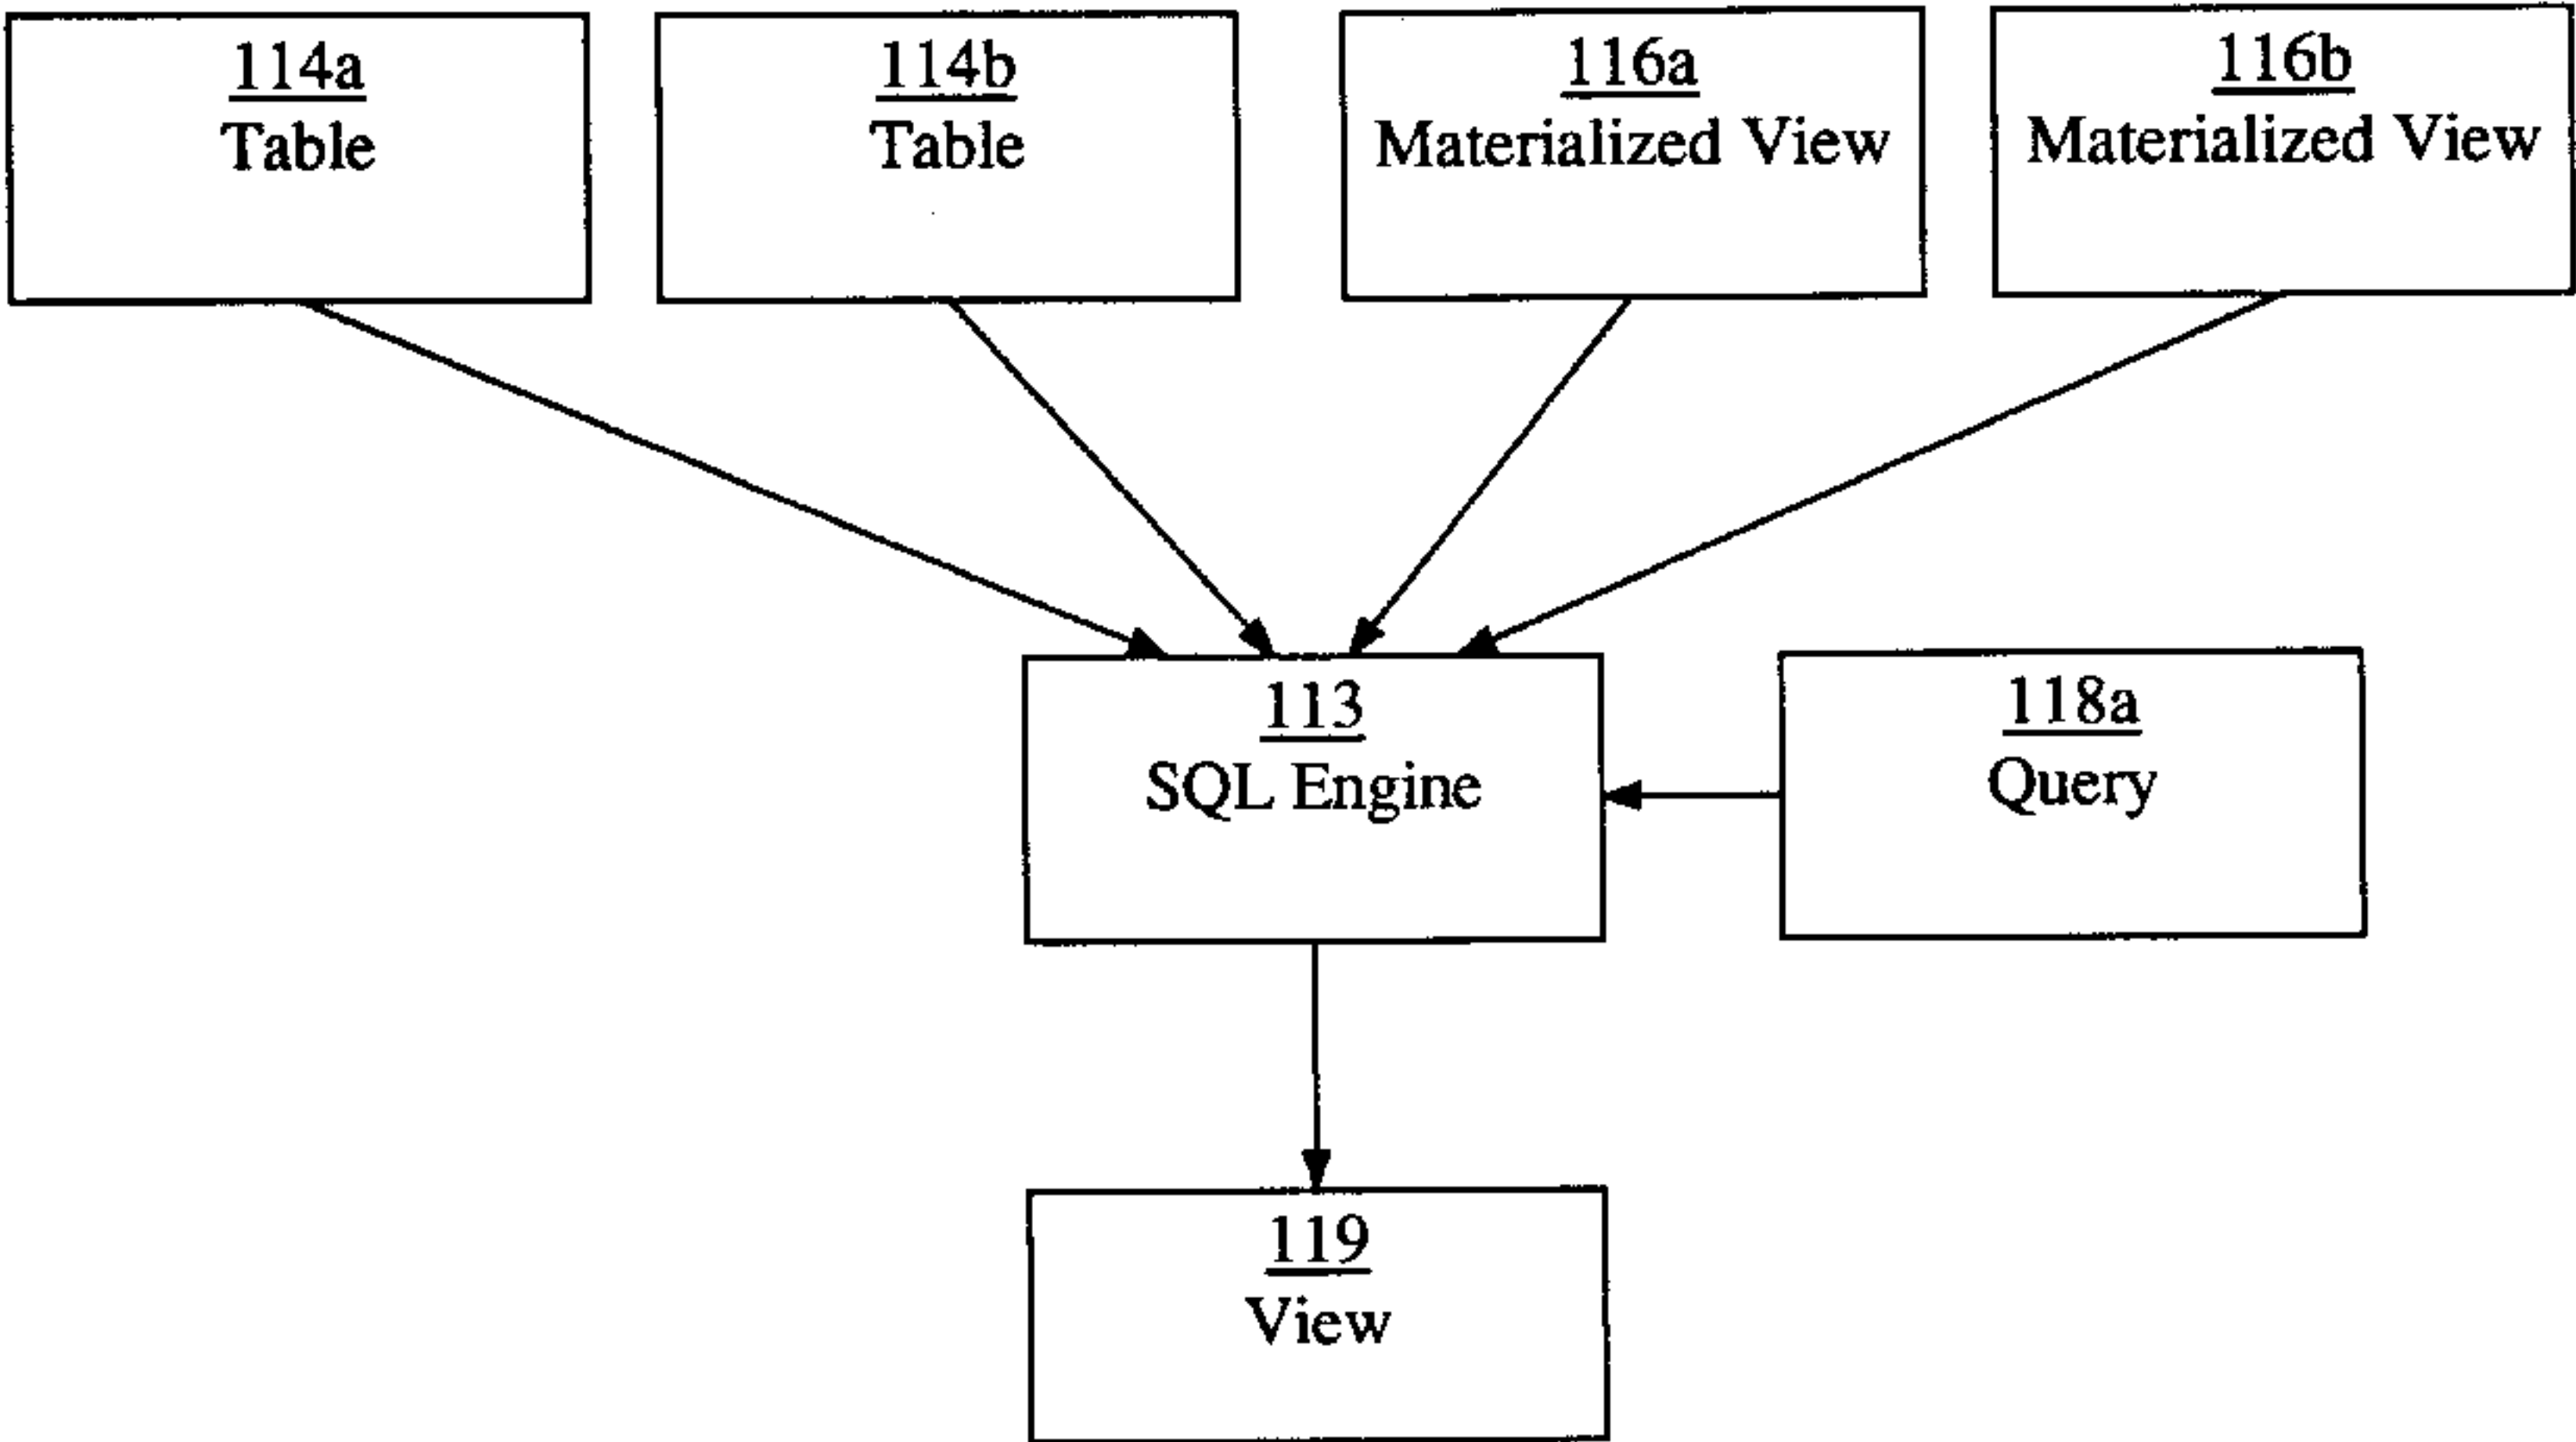 114a
Table
114b
Table
116a
Materialized View
116b
Materialized View
113
SQL Engine
118a
Query
119
View